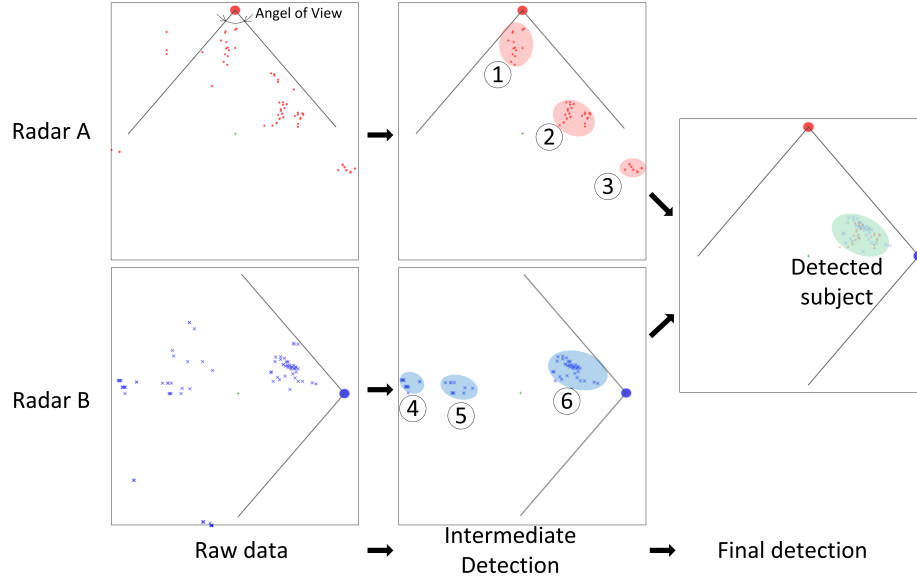 Angel of View
Radar A
1
2
3
Detected
subject
Radar B
4
5
6
Raw data
Intermediate
Detection
Final detection